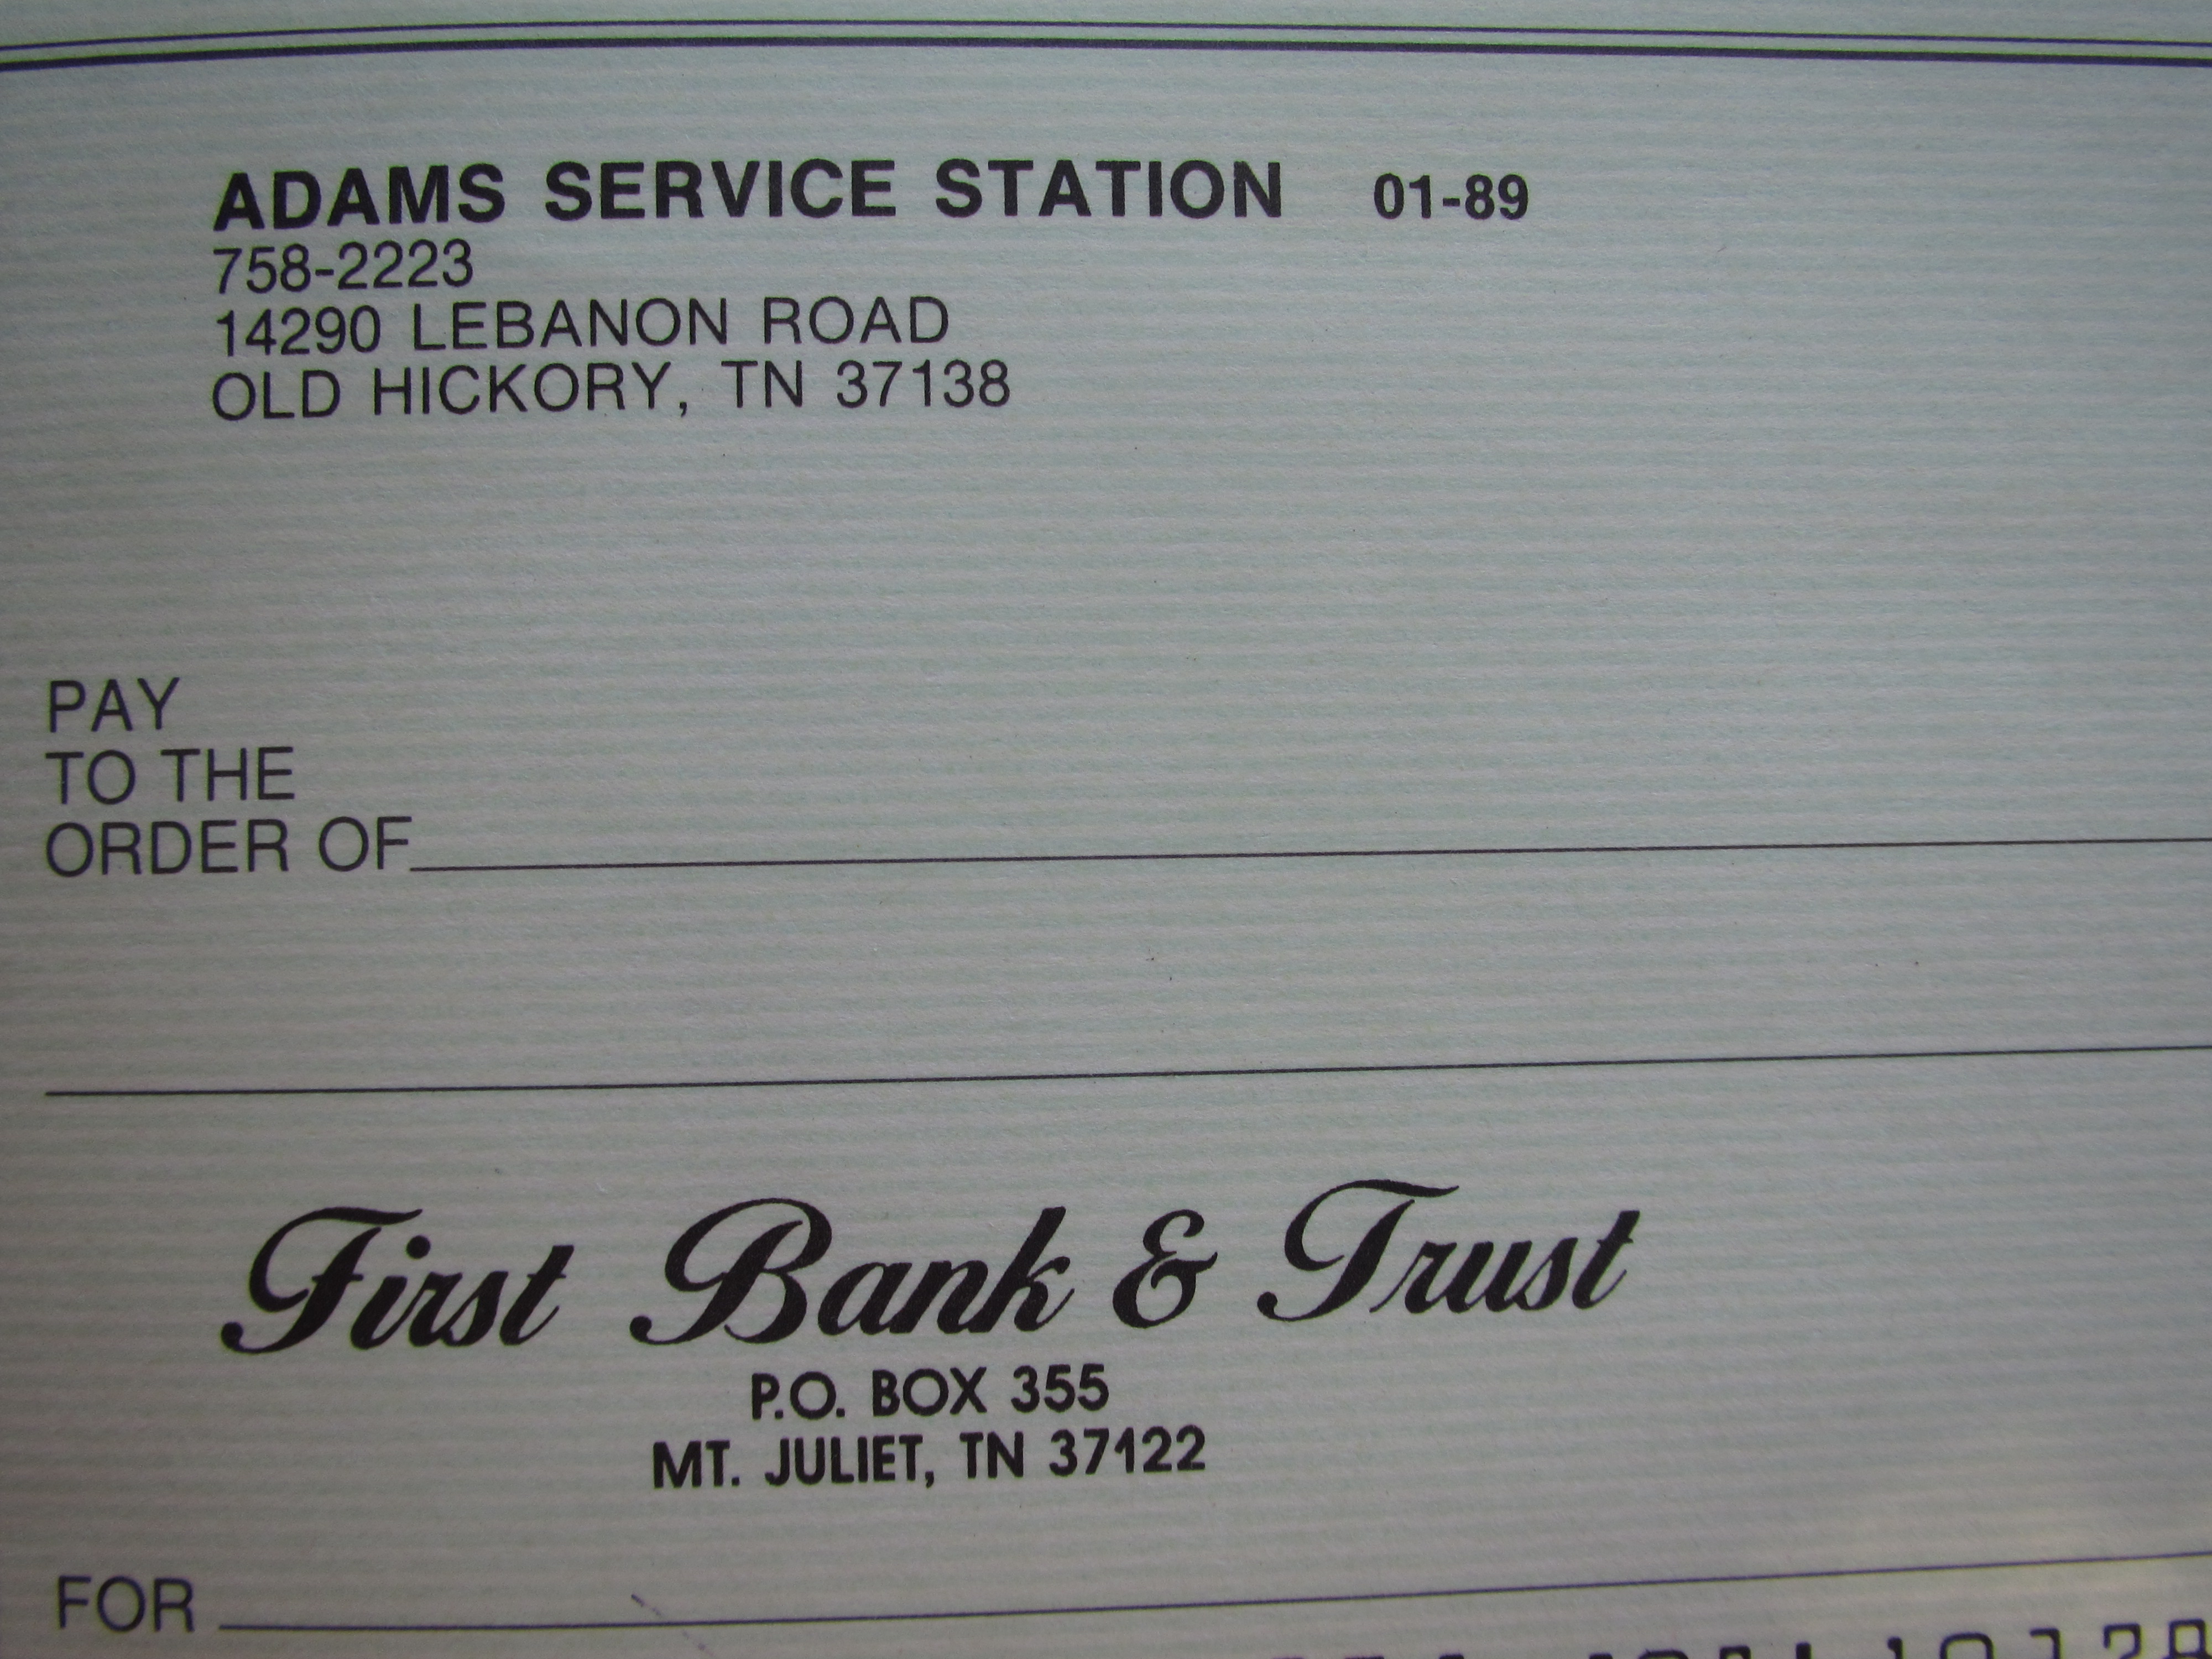 ADAMS SERVICE STATION 01-89
758-2223
14290 LEBANON ROAD
OLD HICKORY, TN 37138
PAY
TO THE
ORDER OF
First Bank & Trust
P.O. BOX 355
MT. JULIET, TN 37122
FOR